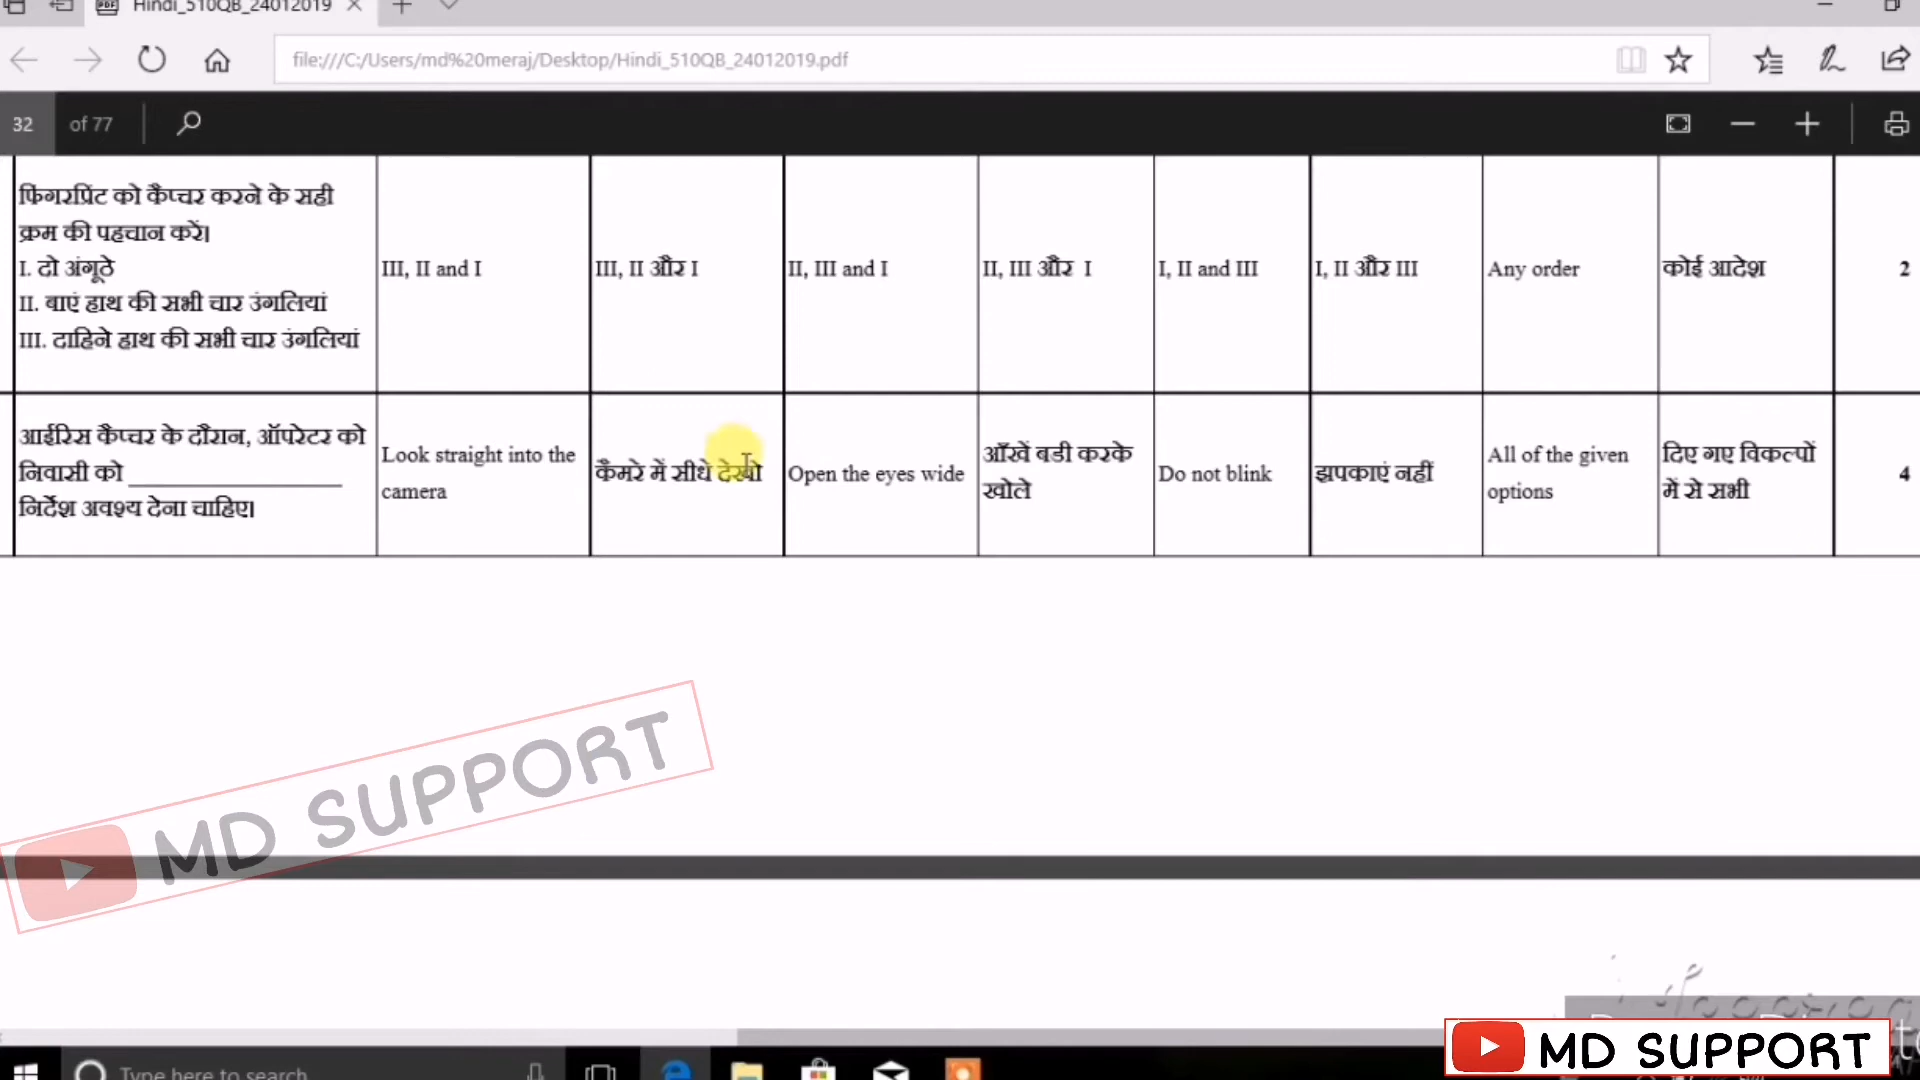 Hindi_510QB_24012019
file:///C:/Users/md%20meraj/Desktop/Hindi_510QB_24012019.pdf
32 of 77
फिंगरप्रिंट को कैप्चर करने के सही
क्रम की पहचान करें।
I. दो अंगूठे
II. बाएं हाथ की सभी चार उंगलियां
III. दाहिने हाथ की सभी चार उंगलियां
III, II and I
III, II और I
II, III and I
II, III और I
I, II and III
I, II और III
Any order
कोई आदेश
2
आईरिस कैप्चर के दौरान, ऑपरेटर को
निवासी को ____________________
निर्देश अवश्य देना चाहिए।
Look straight into the
camera
कैमरे में सीधे देखो
Open the eyes wide
आँखें बडी करके
खोले
Do not blink
झपकाएं नहीं
All of the given
options
दिए गए विकल्पों
में से सभी
4
MD SUPPORT
MD SUPPORT
Type here to search